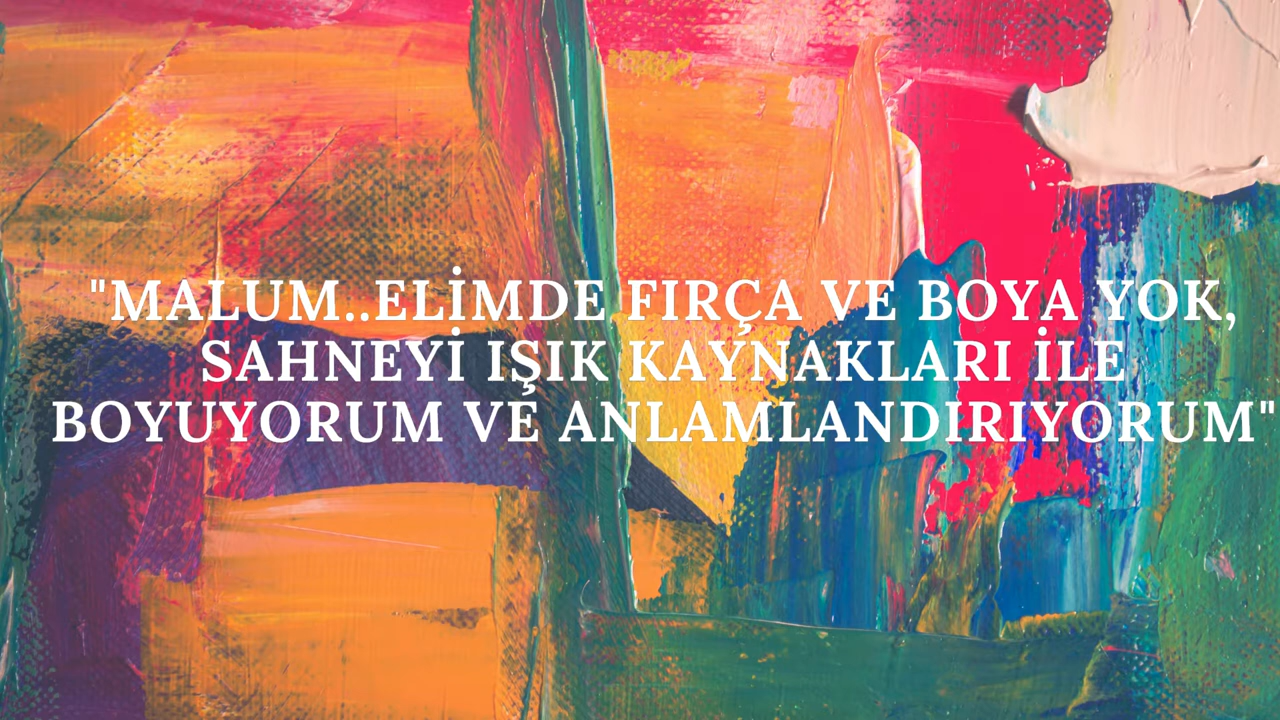 "MALUM..ELİMDE FIRÇA VE BOYA YOK,
SAHNEYİ IŞIK KAYNAKLARI İLE
BOYUYORUM VE ANLAMLANDIRIYORUM"